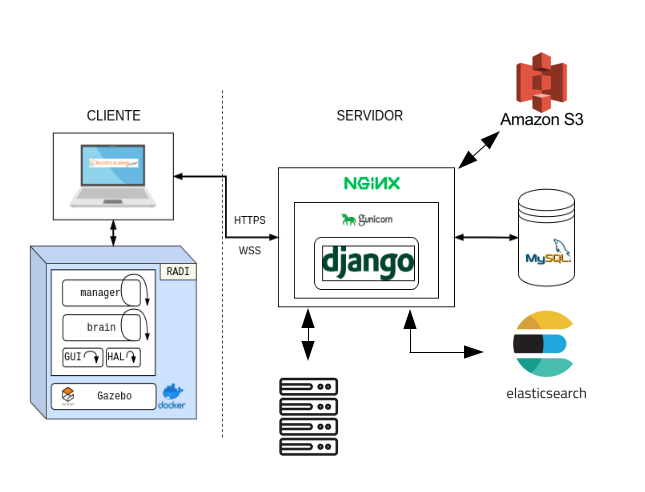 CLIENTE
SERVIDOR
Amazon S3
NGINX
gunicorn
django
HTTPS
WSS
MySQL
RADI
manager
brain
GUI
HAL
Gazebo
docker
elasticsearch